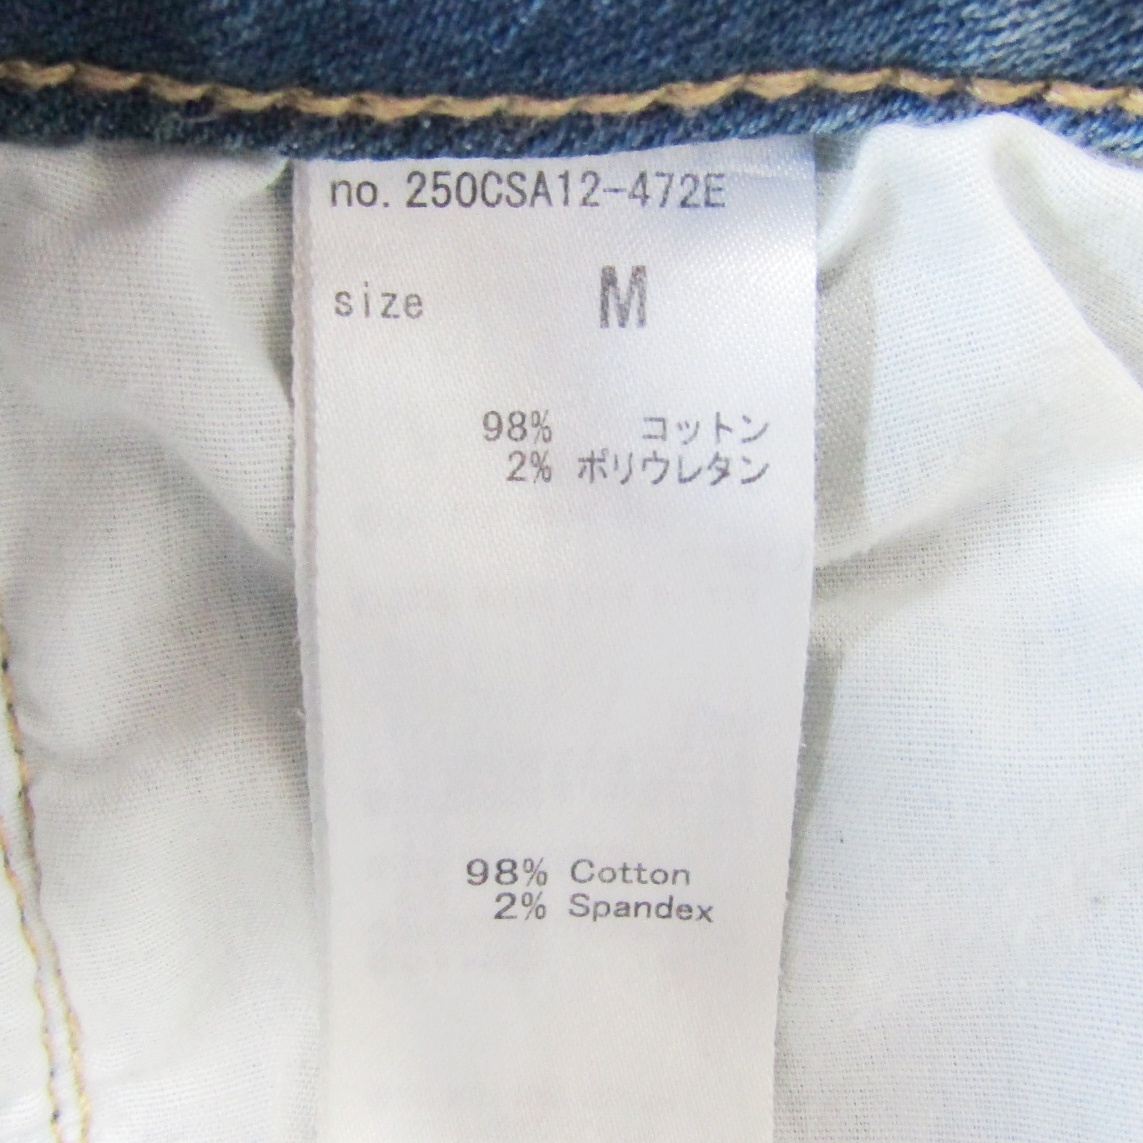 no. 250CSA12-472E
size M
98% コットン
2% ポリウレタン
98% Cotton
2% Spandex